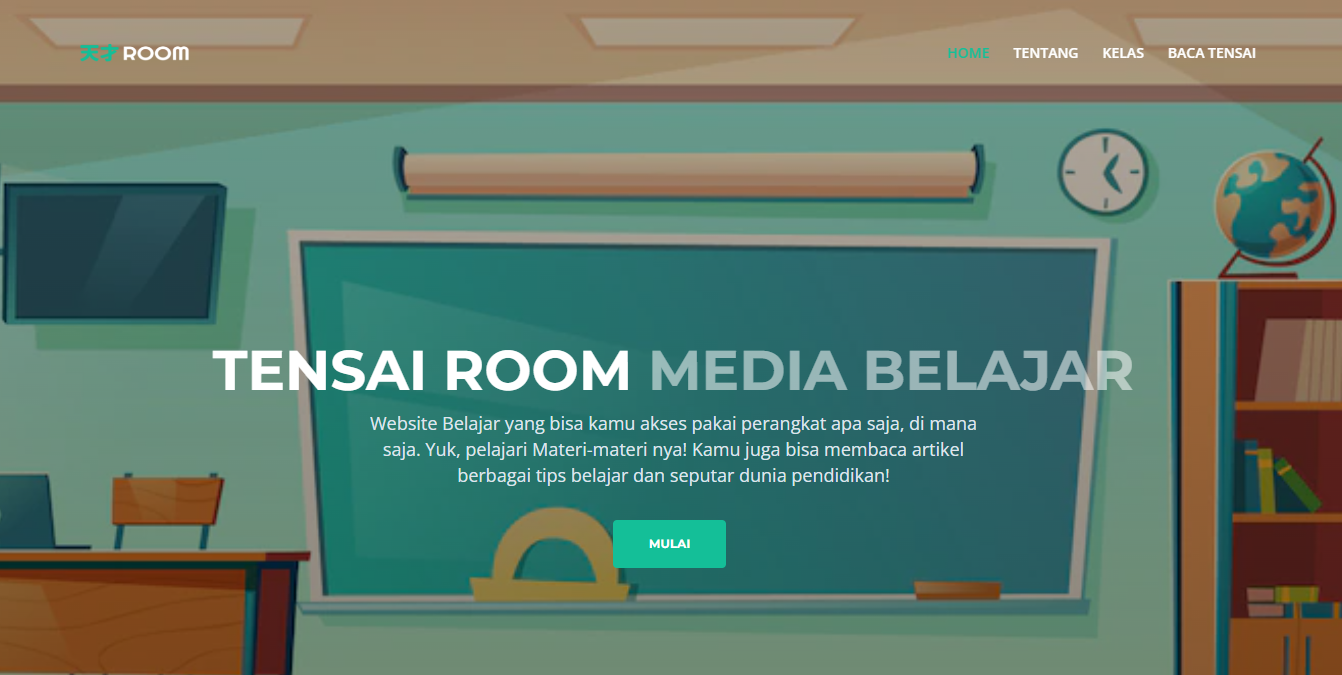 天才 ROOM
HOME TENTANG KELAS BACA TENSAI
TENSAI ROOM MEDIA BELAJAR
Website Belajar yang bisa kamu akses pakai perangkat apa saja, di mana
saja. Yuk, pelajari Materi-materi nya! Kamu juga bisa membaca artikel
berbagai tips belajar dan seputar dunia pendidikan!
MULAI